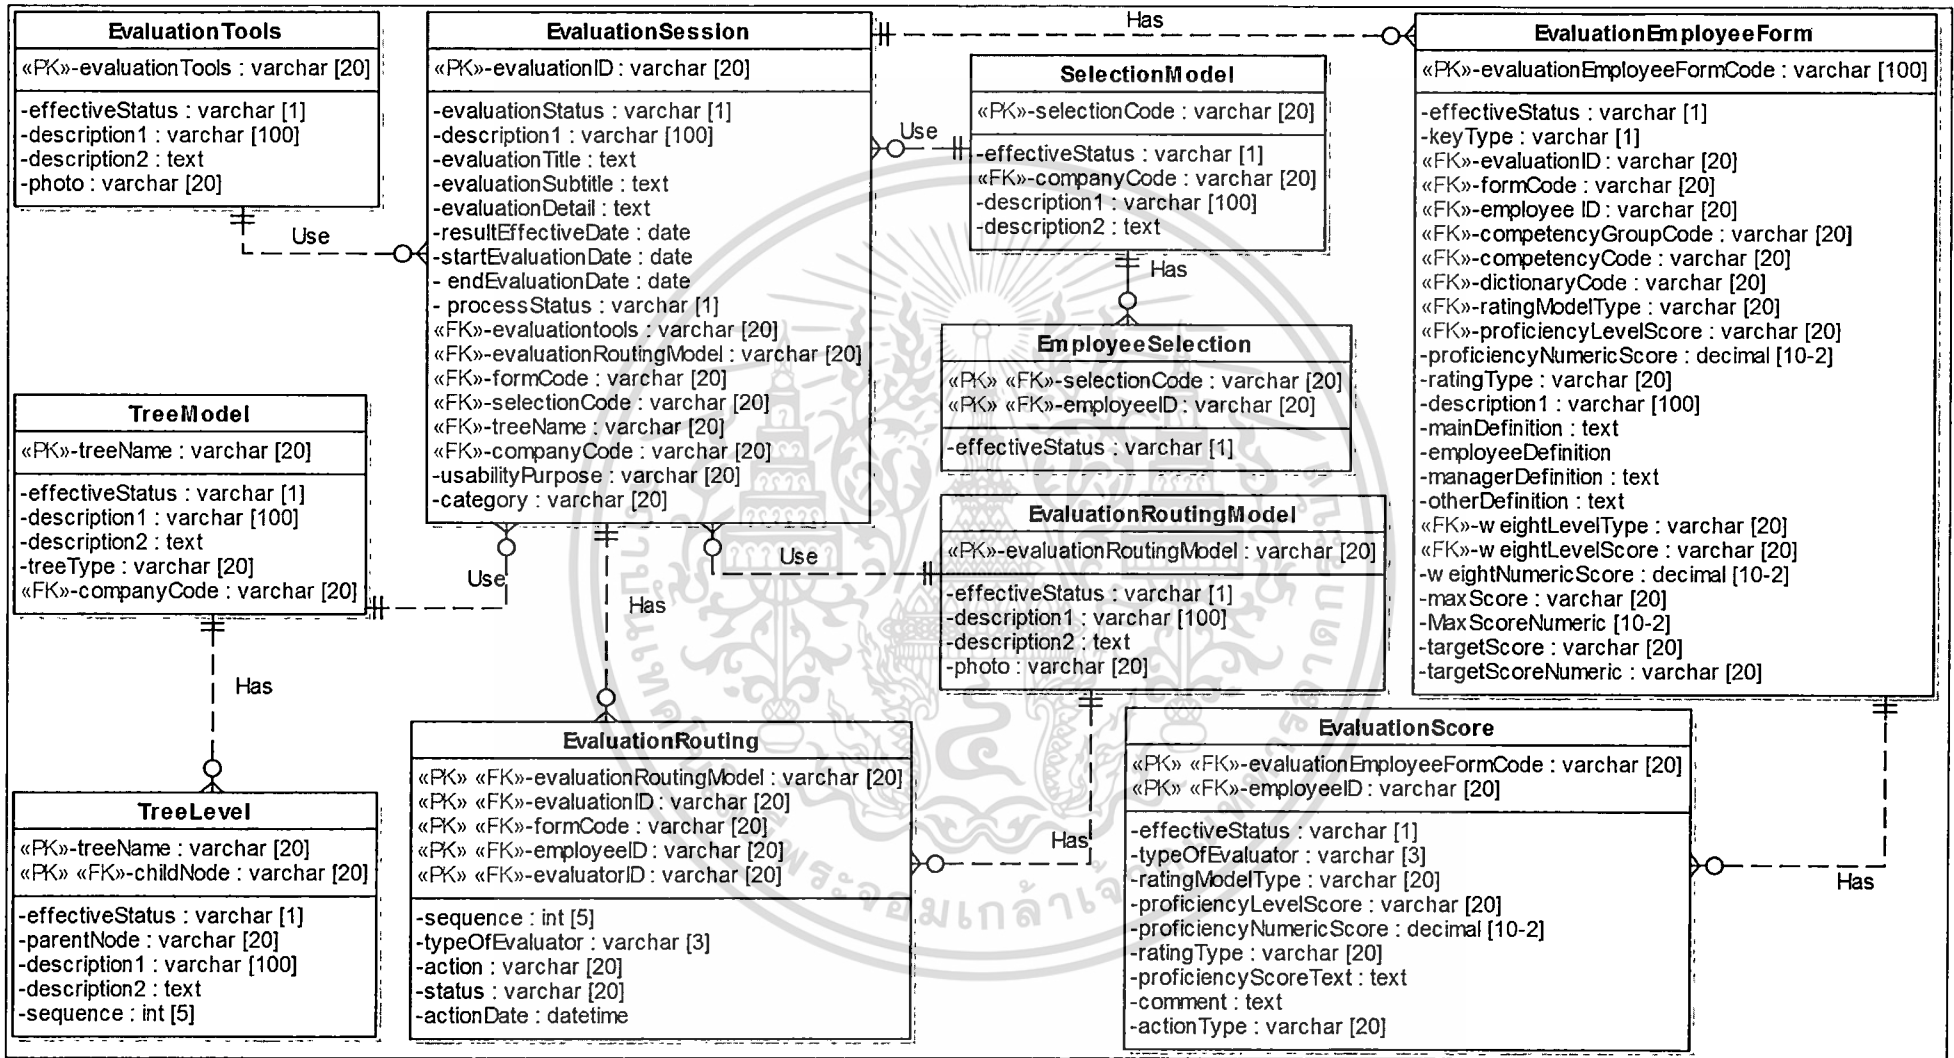 EvaluationTools
«PK»-evaluationTools : varchar [20]
-effectiveStatus : varchar [1]
-description1 : varchar [100]
-description2 : text
-photo : varchar [20]
Use
EvaluationSession
«PK»-evaluationID : varchar [20]
-evaluationStatus : varchar [1]
-description1 : varchar [100]
-evaluationTitle : text
-evaluationSubtitle : text
-evaluationDetail : text
-resultEffectiveDate : date
-startEvaluationDate : date
- endEvaluationDate : date
- processStatus : varchar [1]
«FK»-evaluationtools : varchar [20]
«FK»-evaluationRoutingModel : varchar [20]
«FK»-formCode : varchar [20]
«FK»-selectionCode : varchar [20]
«FK»-treeName : varchar [20]
«FK»-companyCode : varchar [20]
-usabilityPurpose : varchar [20]
-category : varchar [20]
Has
Use
SelectionModel
«PK»-selectionCode : varchar [20]
-effectiveStatus : varchar [1]
«FK»-companyCode : varchar [20]
-description1 : varchar [100]
-description2 : text
Has
EmployeeSelection
«PK» «FK»-selectionCode : varchar [20]
«PK» «FK»-employeeID : varchar [20]
-effectiveStatus : varchar [1]
EvaluationEmployeeForm
«PK»-evaluationEmployeeFormCode : varchar [100]
-effectiveStatus : varchar [1]
-keyType : varchar [1]
«FK»-evaluationID : varchar [20]
«FK»-formCode : varchar [20]
«FK»-employee ID : varchar [20]
«FK»-competencyGroupCode : varchar [20]
«FK»-competencyCode : varchar [20]
«FK»-dictionaryCode : varchar [20]
«FK»-ratingModelType : varchar [20]
«FK»-proficiencyLevelScore : varchar [20]
-proficiencyNumericScore : decimal [10-2]
-ratingType : varchar [20]
-description1 : varchar [100]
-mainDefinition : text
-employeeDefinition
-managerDefinition : text
-otherDefinition : text
«FK»-w eightLevelType : varchar [20]
«FK»-w eightLevelScore : varchar [20]
-w eightNumericScore : decimal [10-2]
-maxScore : varchar [20]
-MaxScoreNumeric [10-2]
-targetScore : varchar [20]
-targetScoreNumeric : varchar [20]
TreeModel
«PK»-treeName : varchar [20]
-effectiveStatus : varchar [1]
-description1 : varchar [100]
-description2 : text
-treeType : varchar [20]
«FK»-companyCode : varchar [20]
Use
Has
Use
EvaluationRoutingModel
«PK»-evaluationRoutingModel : varchar [20]
-effectiveStatus : varchar [1]
-description1 : varchar [100]
-description2 : text
-photo : varchar [20]
Has
TreeLevel
«PK»-treeName : varchar [20]
«PK» «FK»-childNode : varchar [20]
-effectiveStatus : varchar [1]
-parentNode : varchar [20]
-description1 : varchar [100]
-description2 : text
-sequence : int [5]
EvaluationRouting
«PK» «FK»-evaluationRoutingModel : varchar [20]
«PK» «FK»-evaluationID : varchar [20]
«PK» «FK»-formCode : varchar [20]
«PK» «FK»-employeeID : varchar [20]
«PK» «FK»-evaluatorID : varchar [20]
-sequence : int [5]
-typeOfEvaluator : varchar [3]
-action : varchar [20]
-status : varchar [20]
-actionDate : datetime
Has
EvaluationScore
«PK» «FK»-evaluationEmployeeFormCode : varchar [20]
«PK» «FK»-employeeID : varchar [20]
-effectiveStatus : varchar [1]
-typeOfEvaluator : varchar [3]
-ratingModelType : varchar [20]
-proficiencyLevelScore : varchar [20]
-proficiencyNumericScore : decimal [10-2]
-ratingType : varchar [20]
-proficiencyScoreText : text
-comment : text
-actionType : varchar [20]
Has